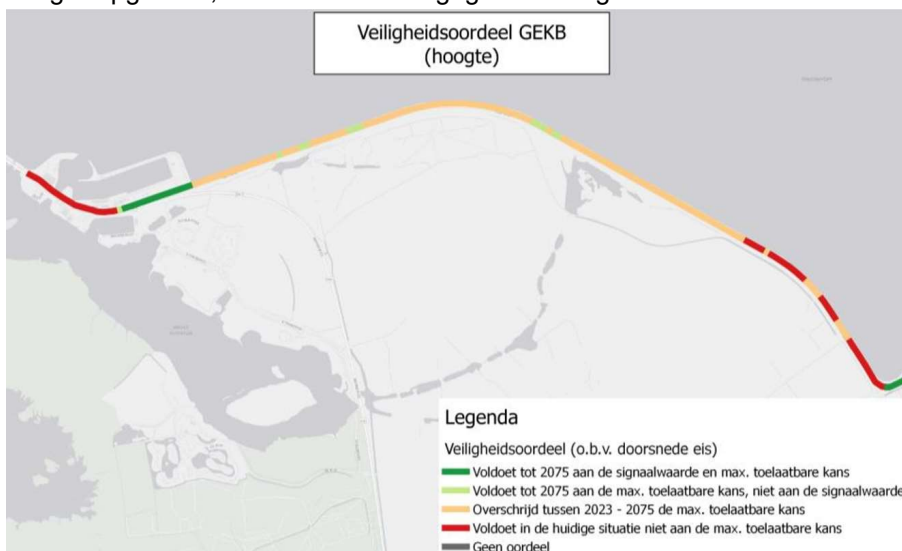 Veiligheidsoordeel GEKB
(hoogte)
Legenda
Veiligheidsoordeel (o.b.v. doorsnede eis)
Voldoet tot 2075 aan de signaalwaarde en max. toelaatbare kans
Voldoet tot 2075 aan de max. toelaatbare kans, niet aan de signaalwaarde
Overschrijd tussen 2023 - 2075 de max. toelaatbare kans
Voldoet in de huidige situatie niet aan de max. toelaatbare kans
Geen oordeel